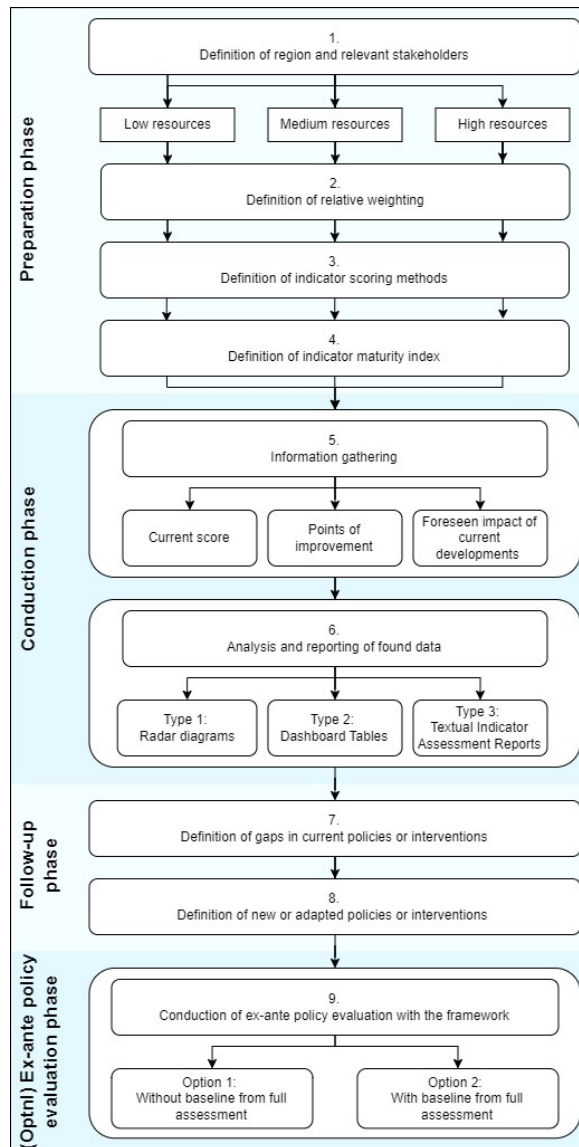 Preparation phase
1.
Definition of region and relevant stakeholders
Low resources
Medium resources
High resources
2.
Definition of relative weighting
3.
Definition of indicator scoring methods
4.
Definition of indicator maturity index
Conduction phase
5.
Information gathering
Current score
Points of
improvement
Foreseen impact of
current
developments
6.
Analysis and reporting of found data
Type 1:
Radar diagrams
Type 2:
Dashboard Tables
Type 3:
Textual Indicator
Assessment Reports
Follow-up
phase
7.
Definition of gaps in current policies or interventions
8.
Definition of new or adapted policies or interventions
(Optnl) Ex-ante policy
evaluation phase
9.
Conduction of ex-ante policy evaluation with the framework
Option 1:
Without baseline from full
assessment
Option 2:
With baseline from full
assessment